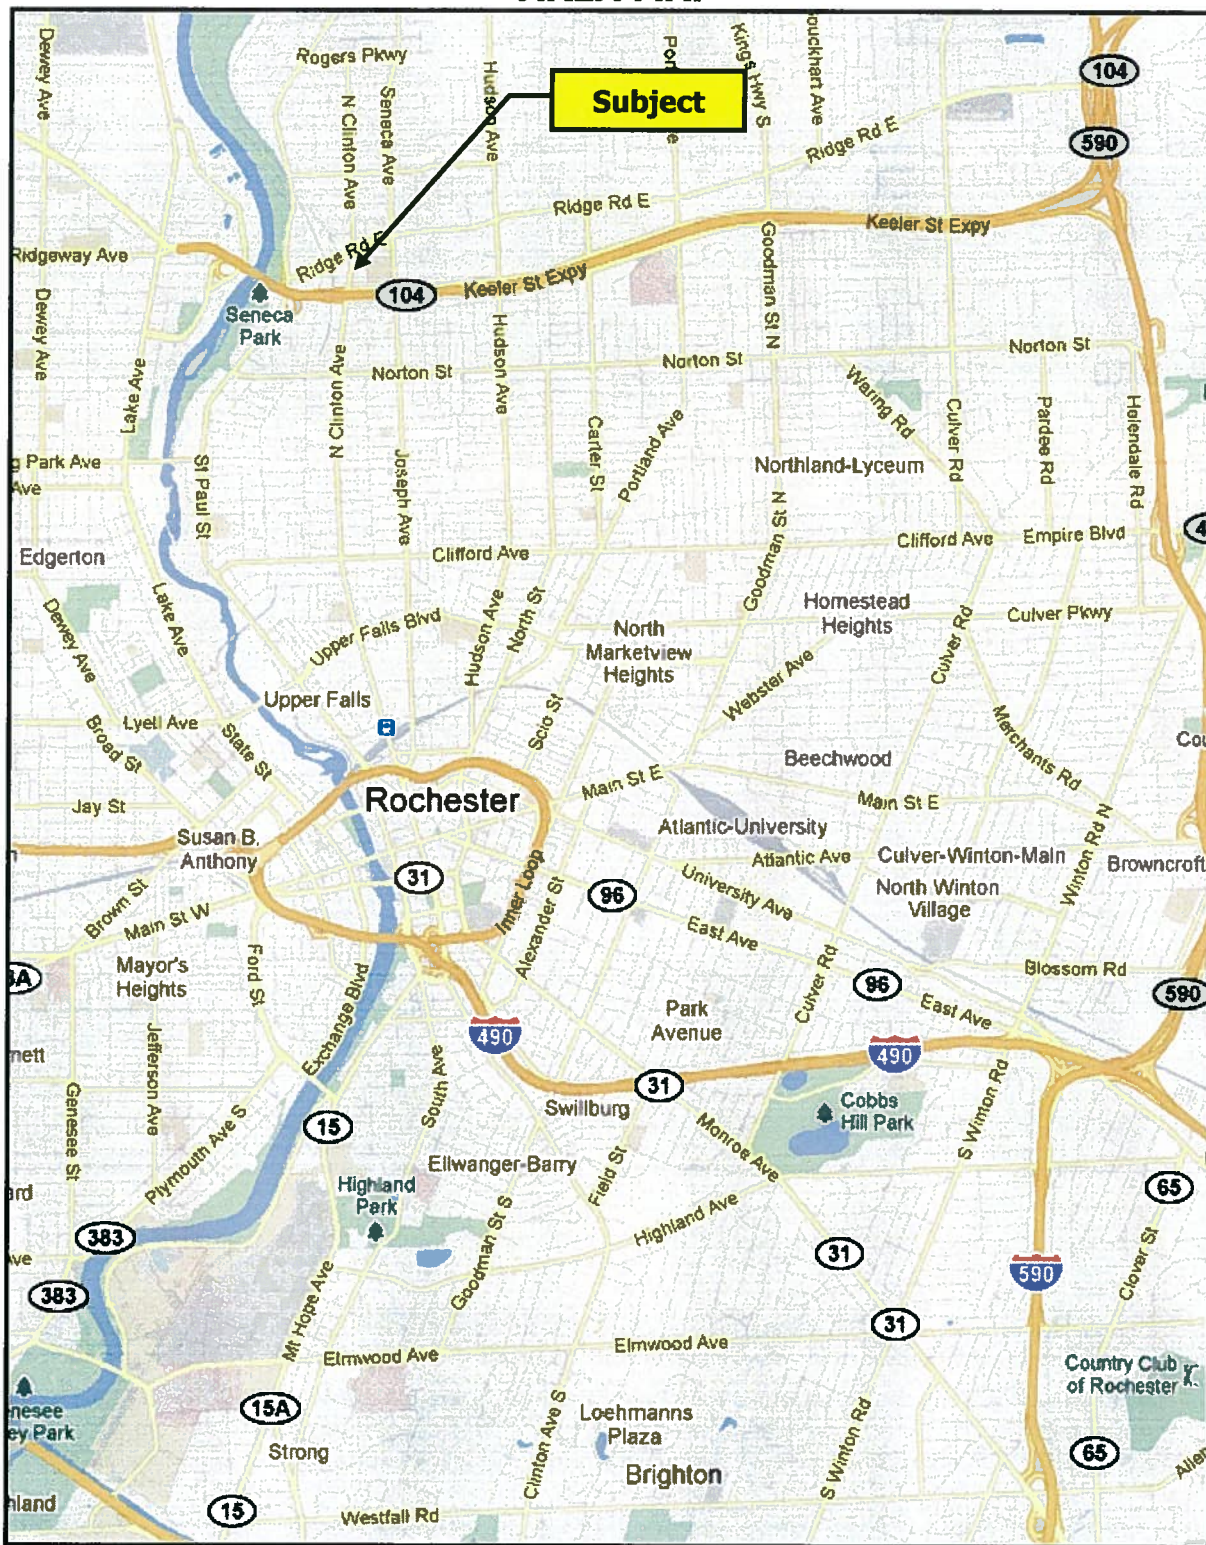 Dewey Ave
Rogers Pkwy
N Clinton Ave
Seneca Ave
Hudson Ave
Subject
Kings Hwy S
104
590
Ridge Rd E
Ridge Rd E
Keeler St Expy
Ridgeway Ave
Ridge Rd E
104
Keeler St Expy
Goodman St N
Seneca
Park
Dewey Ave
Lake Ave
N Clinton Ave
Norton St
Hudson Ave
Norton St
Norton St
Waring Rd
Culver Rd
Pardee Rd
Helendale Rd
Park Ave
Ave
St Paul St
Joseph Ave
Carter St
Portland Ave
Northland-Lyceum
N
Goodman St
Edgerton
Clifford Ave
Clifford Ave
Empire Blvd
4
Dewey Ave
Lake Ave
Upper Falls Blvd
Hudson Ave
North St
North
Marketview
Heights
Homestead
Heights
Culver Pkwy
Culver Rd
Webster Ave
Upper Falls
Lyell Ave
Broad St
State St
Scio St
Beechwood
Merchants Rd
Cou
Jay St
Rochester
Main St E
Main St E
Susan B.
Anthony
Atlantic-University
Atlantic Ave
Culver-Winton-Main
Winton Rd N
Browncroft
31
Inner Loop
96
University Ave
North Winton
Village
Brown St
Main St W
Alexander St
East Ave
Mayor's
Heights
Ford St
Exchange Blvd
Culver Rd
96
Blossom Rd
590
Park
Avenue
East Ave
490
490
nett
Jefferson Ave
Genesee St
South Ave
31
Swillburg
Cobbs
Hill Park
S Winton Rd
15
Plymouth Ave S
Monroe Ave
Ellwanger-Barry
Field St
Highland
Park
65
383
Goodman St S
Highland Ave
31
Clover St
590
Ave
383
Mt Hope Ave
31
Elmwood Ave
Elmwood Ave
Country Club
of Rochester
enesee
ey Park
15A
Strong
Clinton Ave S
Loehmanns
Plaza
S Winton Rd
Brighton
65
Allen
hland
15
Westfall Rd